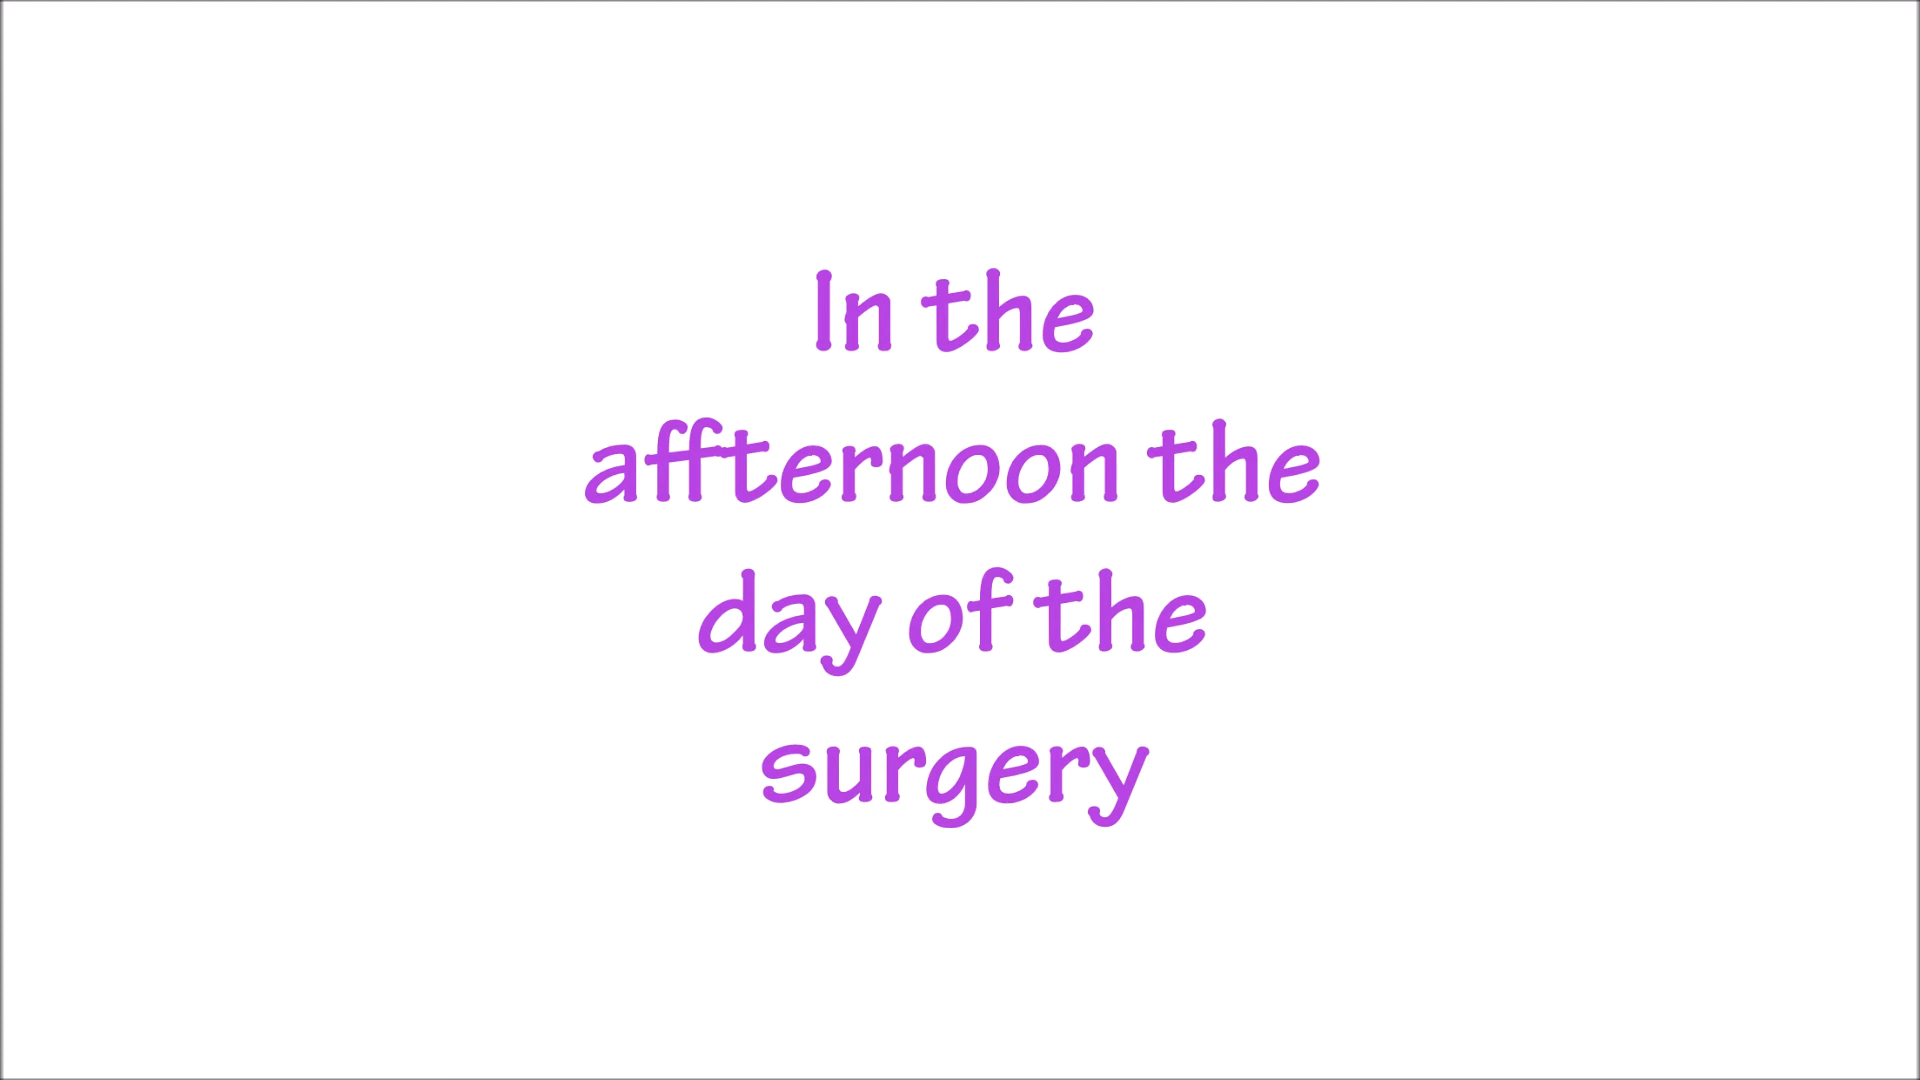 In the
affternoon the
day of the
surgery